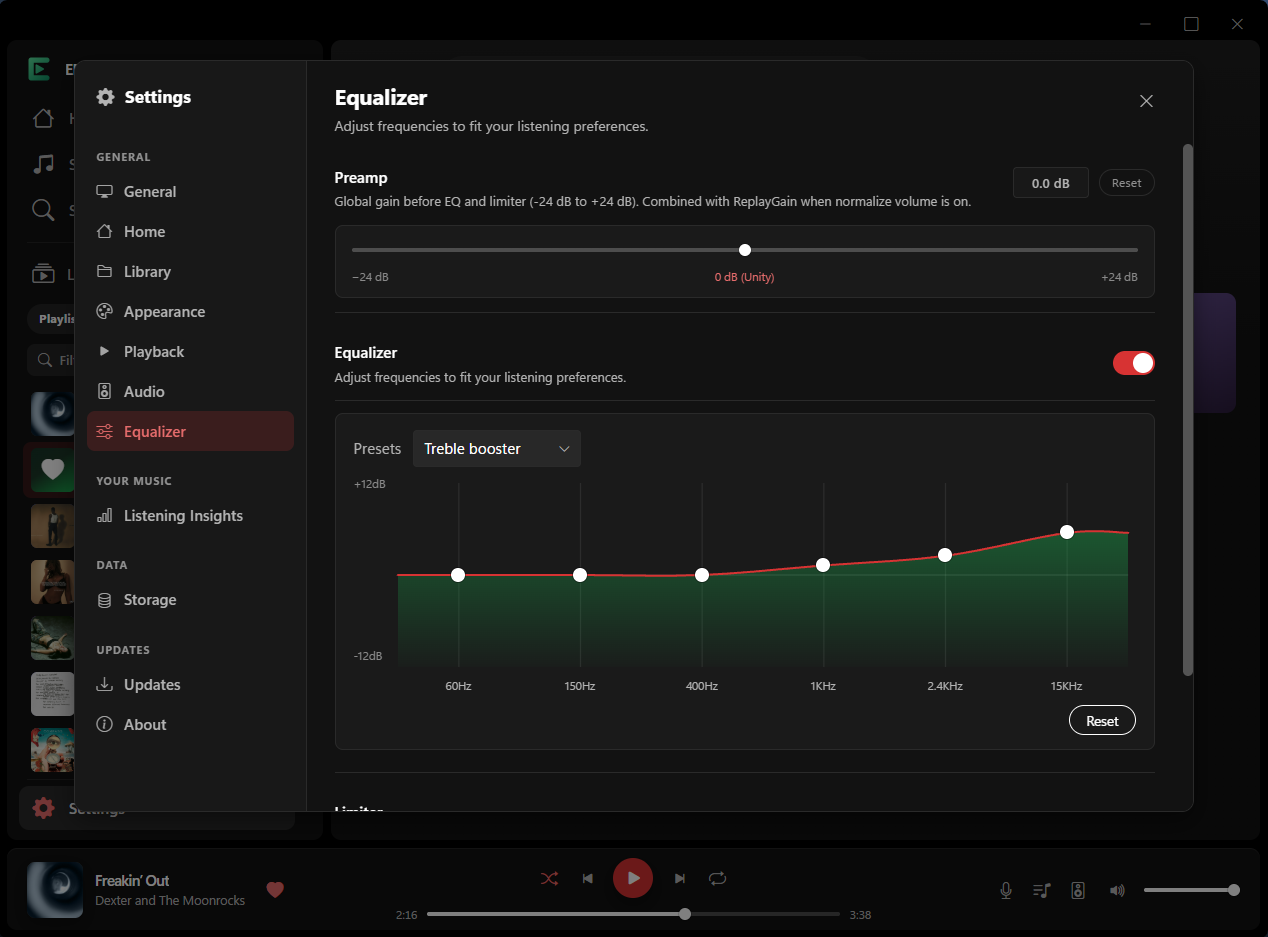 Settings
GENERAL
General
Home
Library
Appearance
Playback
Audio
Equalizer
YOUR MUSIC
Listening Insights
DATA
Storage
UPDATES
Updates
About
Equalizer
Adjust frequencies to fit your listening preferences.
Preamp
Global gain before EQ and limiter (-24 dB to +24 dB). Combined with ReplayGain when normalize volume is on.
0.0 dB
Reset
−24 dB
0 dB (Unity)
+24 dB
Equalizer
Adjust frequencies to fit your listening preferences.
Presets
Treble booster
+12dB
-12dB
60Hz
150Hz
400Hz
1KHz
2.4KHz
15KHz
Reset
Limiter
Settings
Freakin' Out
Dexter and The Moonrocks
2:16
3:38